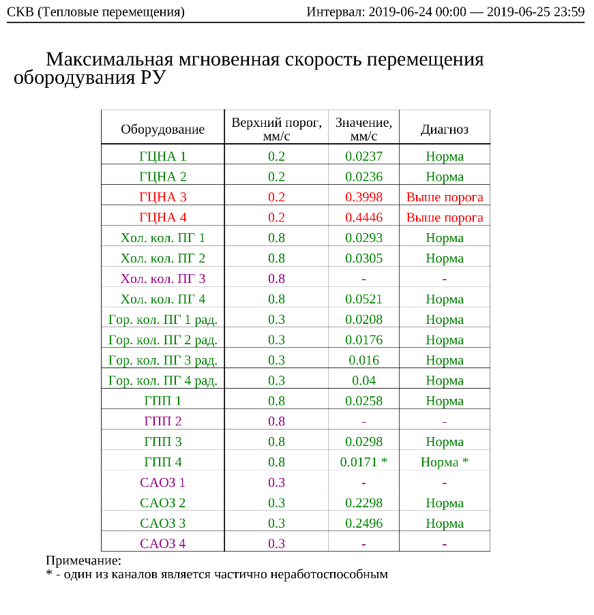 СКВ (Тепловые перемещения) Интервал: 2019-06-24 00:00 — 2019-06-25 23:59
Максимальная мгновенная скорость перемещения
обородувания РУ
Оборудование Верхний порог, мм/с Значение, мм/с Диагноз
ГЦНА 1 0.2 0.0237 Норма
ГЦНА 2 0.2 0.0236 Норма
ГЦНА 3 0.2 0.3998 Выше порога
ГЦНА 4 0.2 0.4446 Выше порога
Хол. кол. ПГ 1 0.8 0.0293 Норма
Хол. кол. ПГ 2 0.8 0.0305 Норма
Хол. кол. ПГ 3 0.8 - -
Хол. кол. ПГ 4 0.8 0.0521 Норма
Гор. кол. ПГ 1 рад. 0.3 0.0208 Норма
Гор. кол. ПГ 2 рад. 0.3 0.0176 Норма
Гор. кол. ПГ 3 рад. 0.3 0.016 Норма
Гор. кол. ПГ 4 рад. 0.3 0.04 Норма
ГПП 1 0.8 0.0258 Норма
ГПП 2 0.8 - -
ГПП 3 0.8 0.0298 Норма
ГПП 4 0.8 0.0171 * Норма *
САОЗ 1 0.3 - -
САОЗ 2 0.3 0.2298 Норма
САОЗ 3 0.3 0.2496 Норма
САОЗ 4 0.3 - -
Примечание:
* - один из каналов является частично неработоспособным